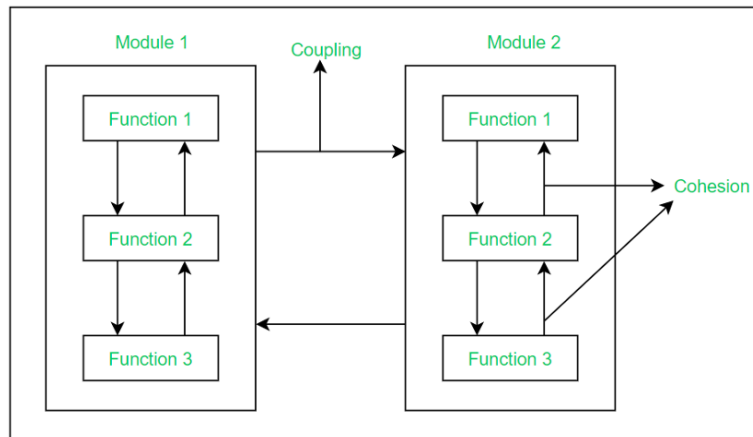 Module 1
Coupling
Module 2
Function 1
Function 1
Cohesion
Function 2
Function 2
Function 3
Function 3